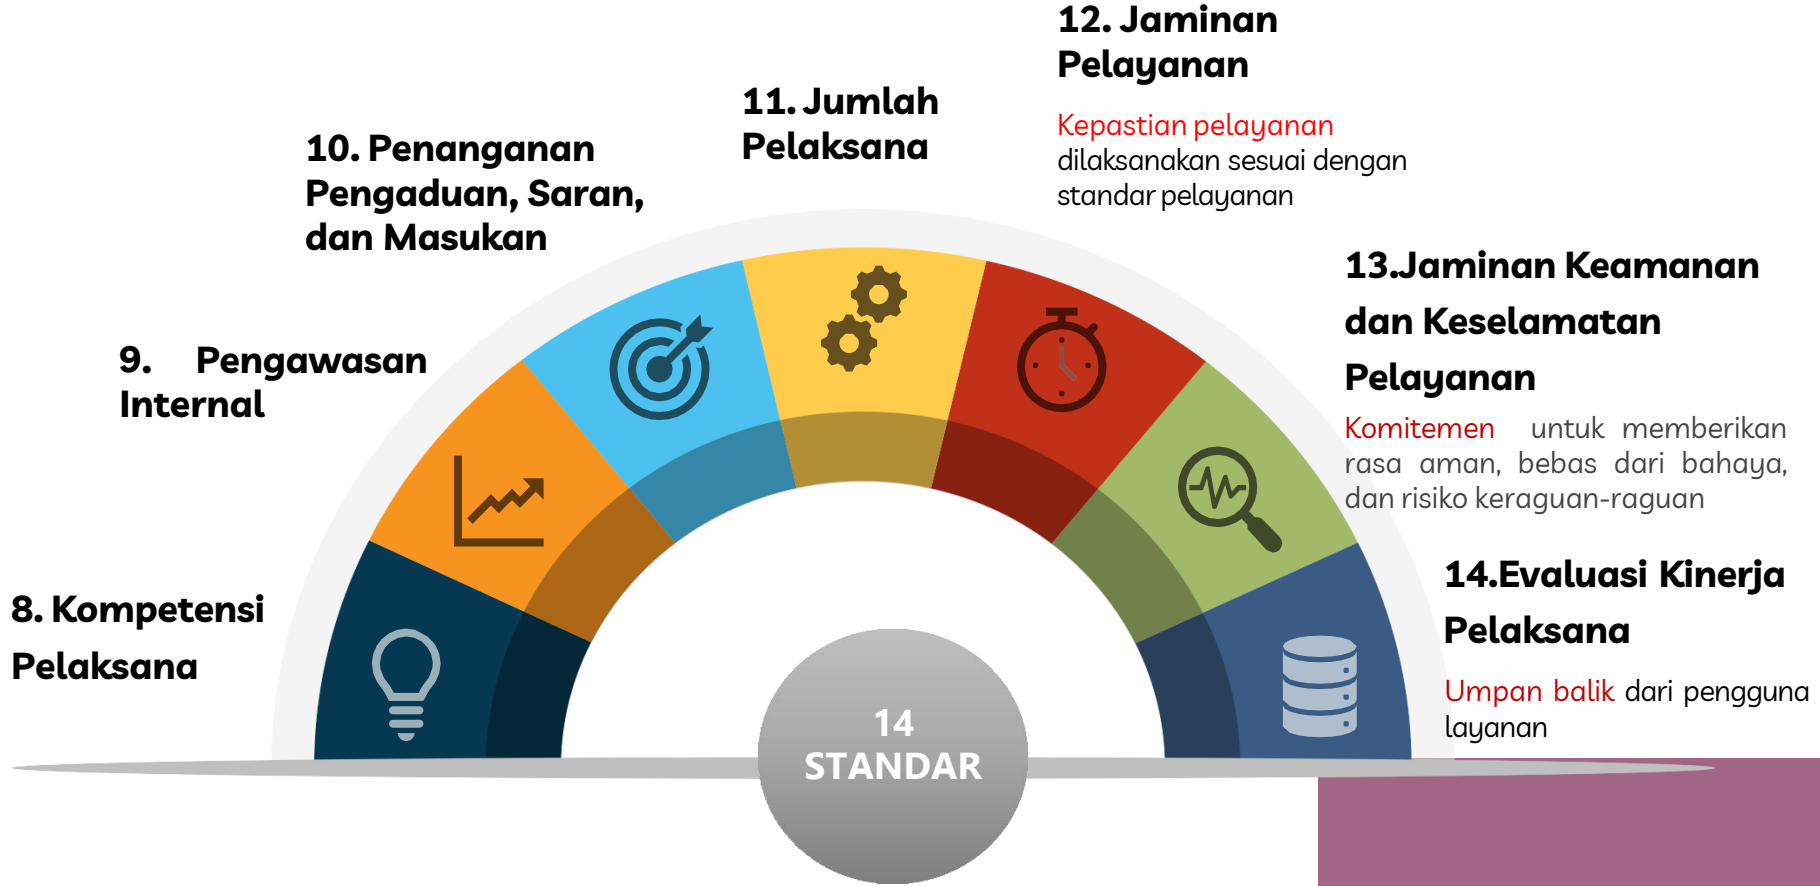 8. Kompetensi
Pelaksana
9. Pengawasan
Internal
10. Penanganan
Pengaduan, Saran,
dan Masukan
11. Jumlah
Pelaksana
12. Jaminan
Pelayanan
Kepastian pelayanan
dilaksanakan sesuai dengan
standar pelayanan
13.Jaminan Keamanan
dan Keselamatan
Pelayanan
Komitemen untuk memberikan
rasa aman, bebas dari bahaya,
dan risiko keraguan-raguan
14.Evaluasi Kinerja
Pelaksana
Umpan balik dari pengguna
layanan
14
STANDAR